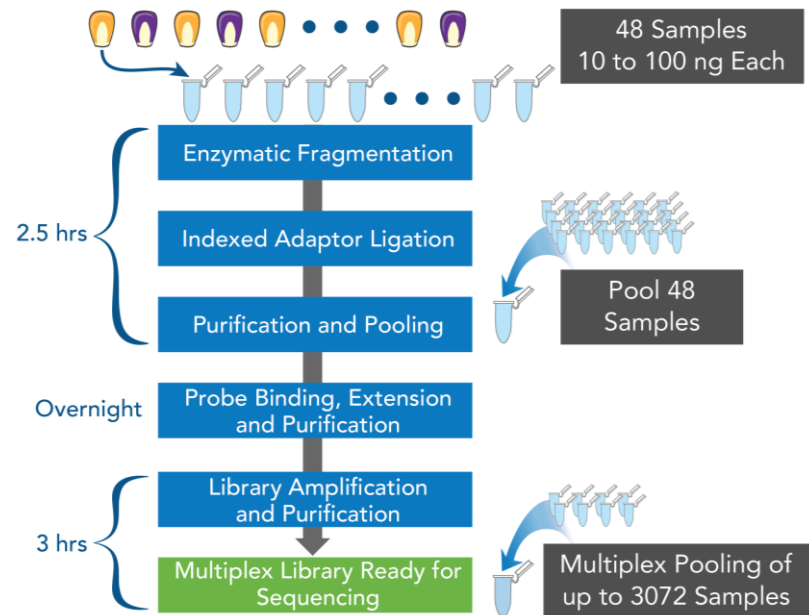 48 Samples
10 to 100 ng Each
Enzymatic Fragmentation
2.5 hrs
Indexed Adaptor Ligation
Purification and Pooling
Pool 48
Samples
Overnight
Probe Binding, Extension
and Purification
Library Amplification
and Purification
3 hrs
Multiplex Library Ready for
Sequencing
Multiplex Pooling of
up to 3072 Samples